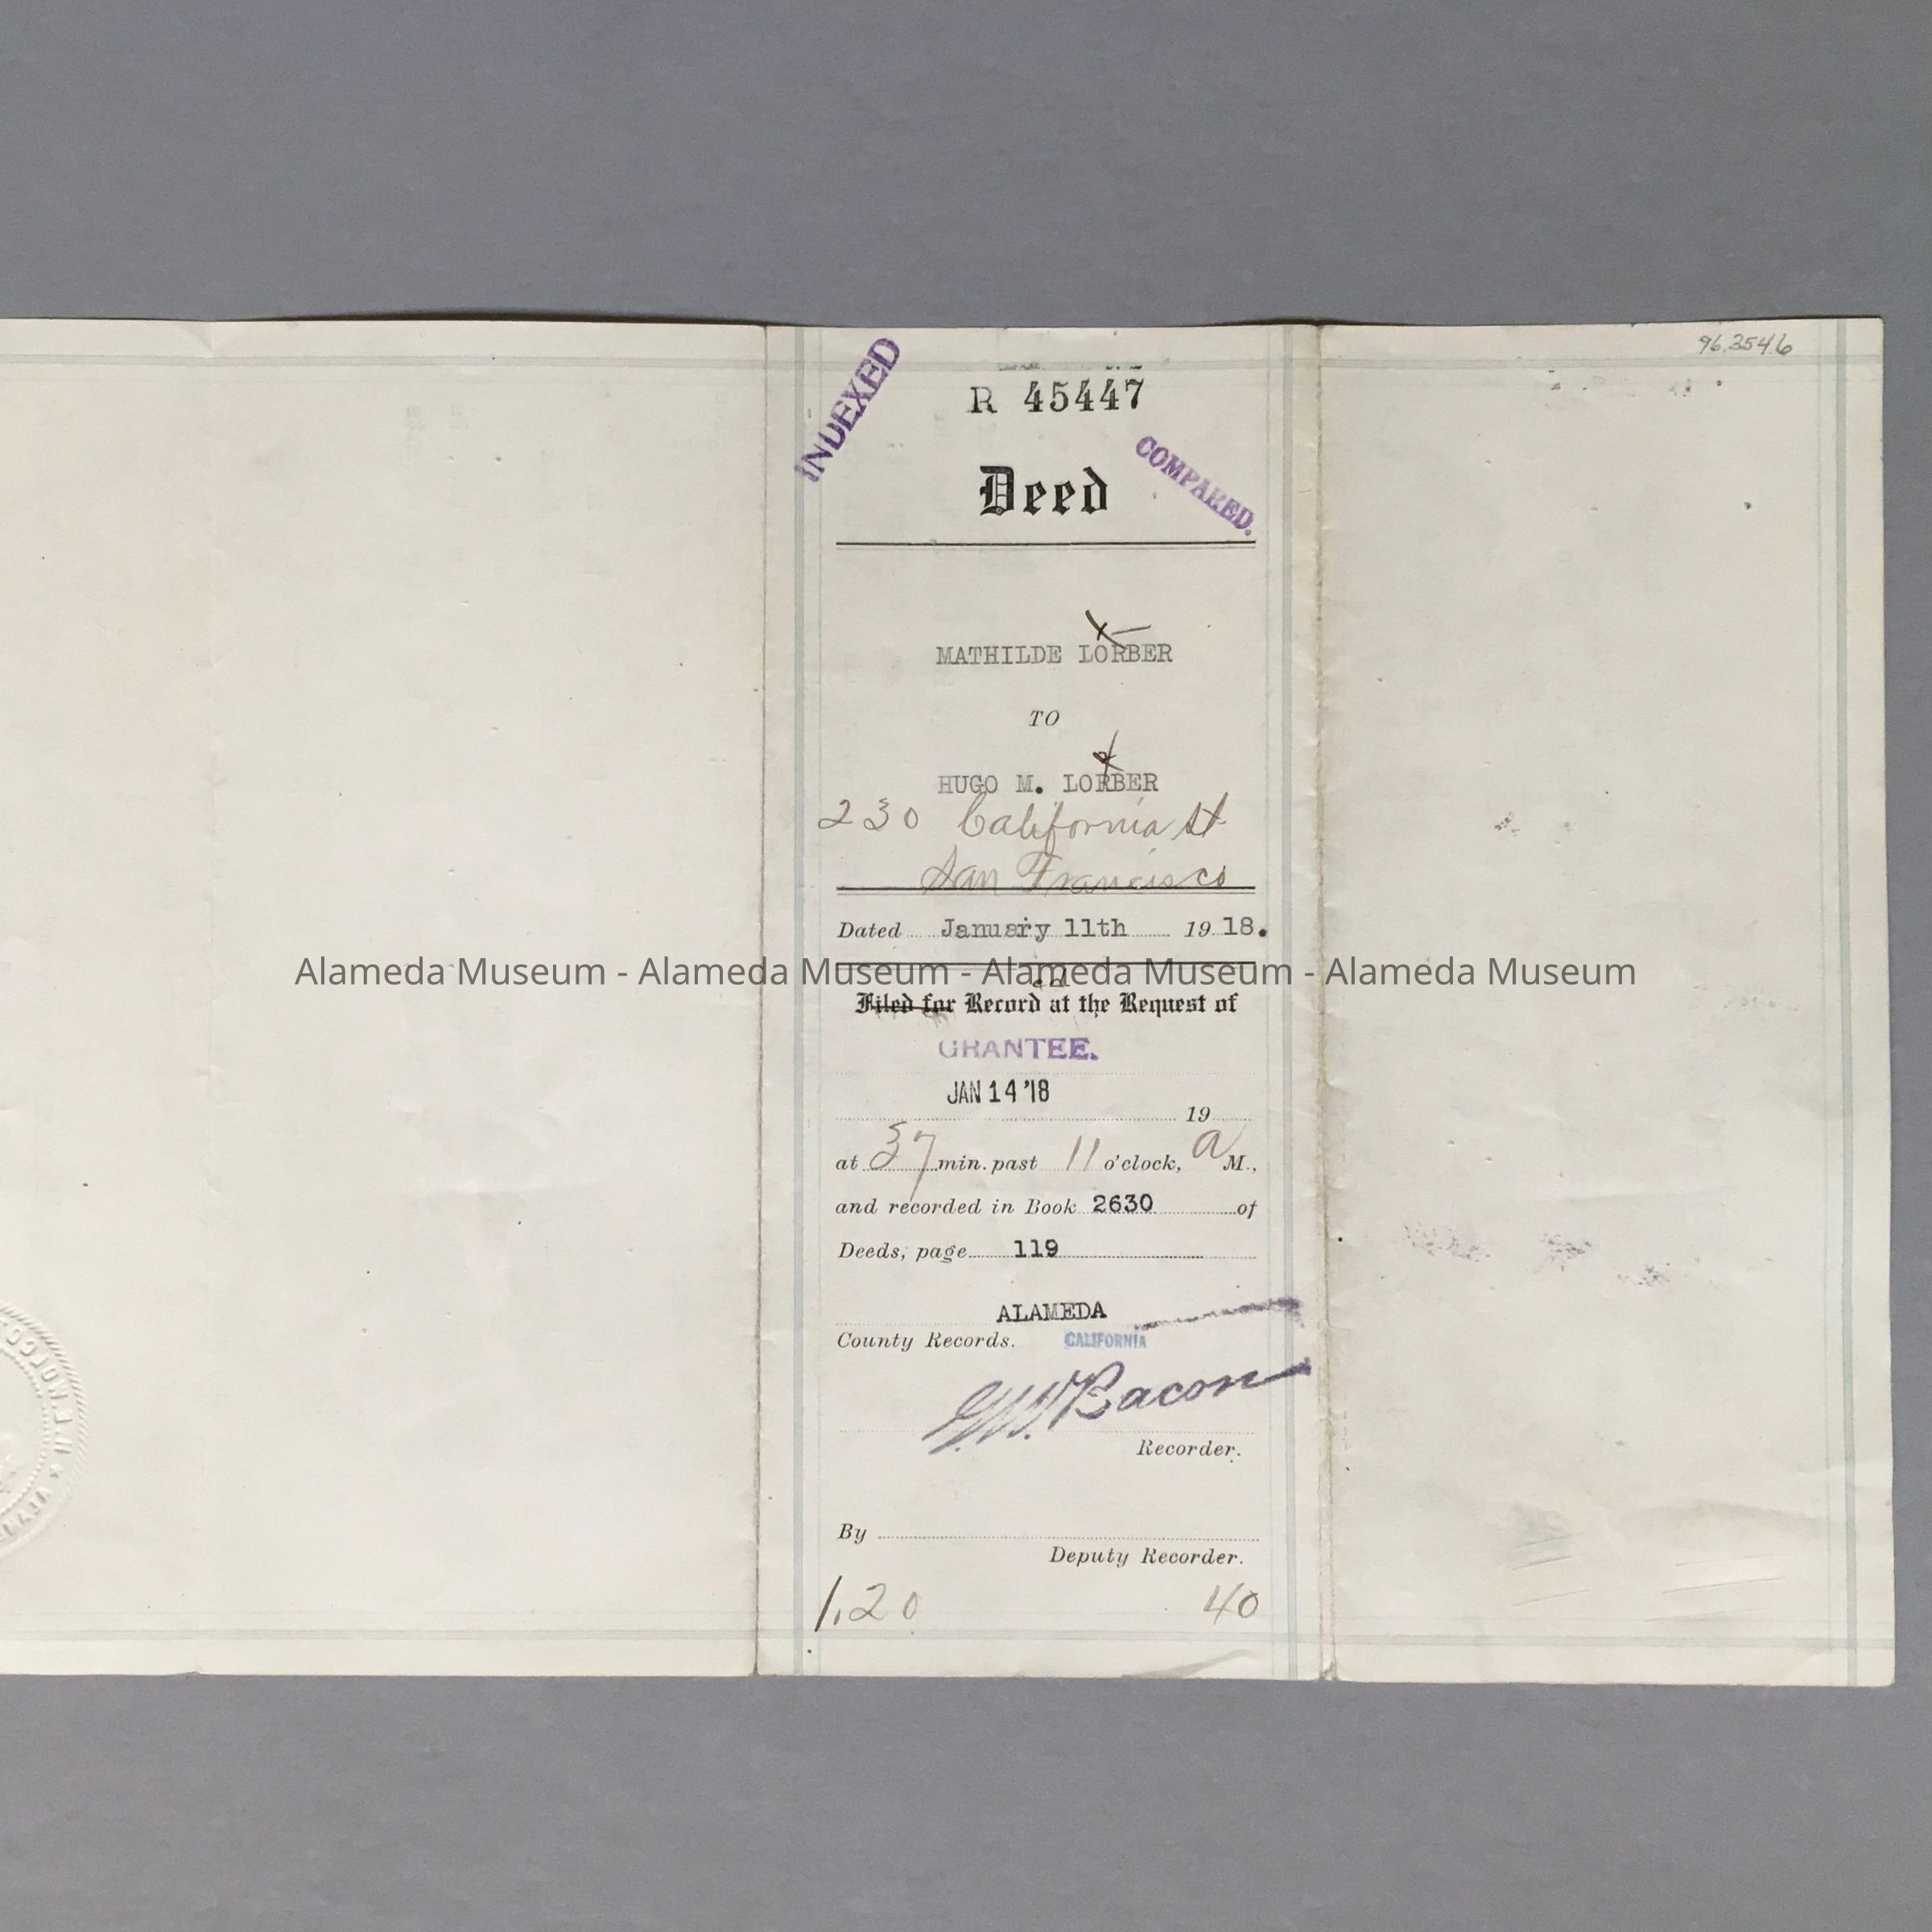 96.354.6
INDEXED
R 45447
COMPARED.
Deed
MATHILDE LORBER
TO
HUGO M. LORBER
230 California St
San Francisco
Dated January 11th 1918.
Alameda Museum - Alameda Museum - Alameda Museum - Alameda Museum
ed
Filed for Record at the Request of
GRANTEE.
JAN 14 '18
19
at 37 min. past 11 o'clock, A M.,
and recorded in Book 2630 of
Deeds, page 119
ALAMEDA
County Records. CALIFORNIA
G.W. Bacon
Recorder.
By
Deputy Recorder.
1.20 40